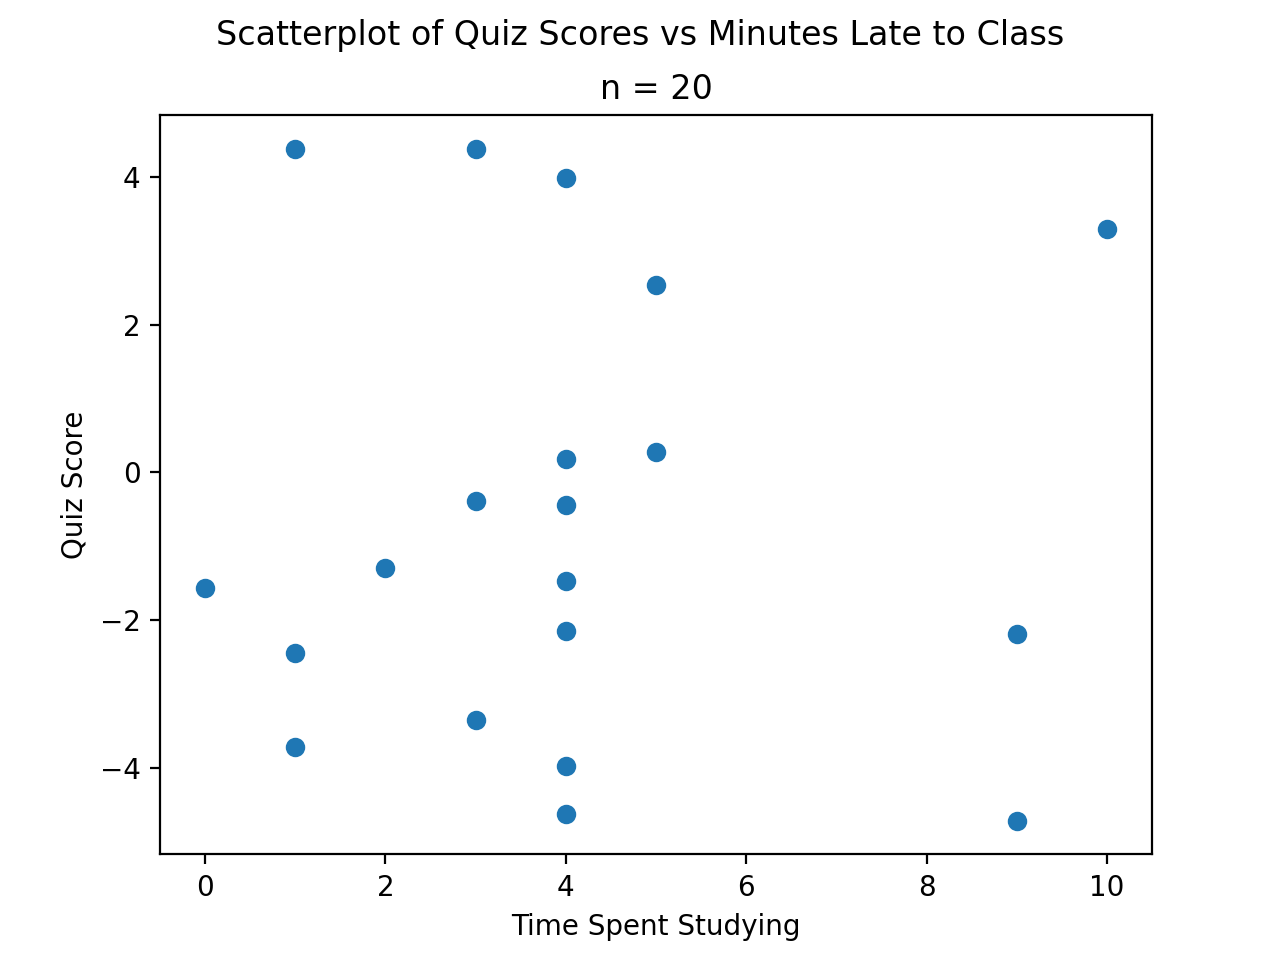 Scatterplot of Quiz Scores vs Minutes Late to Class
n = 20
4
2
0
−2
−4
Quiz Score
0 2 4 6 8 10
Time Spent Studying